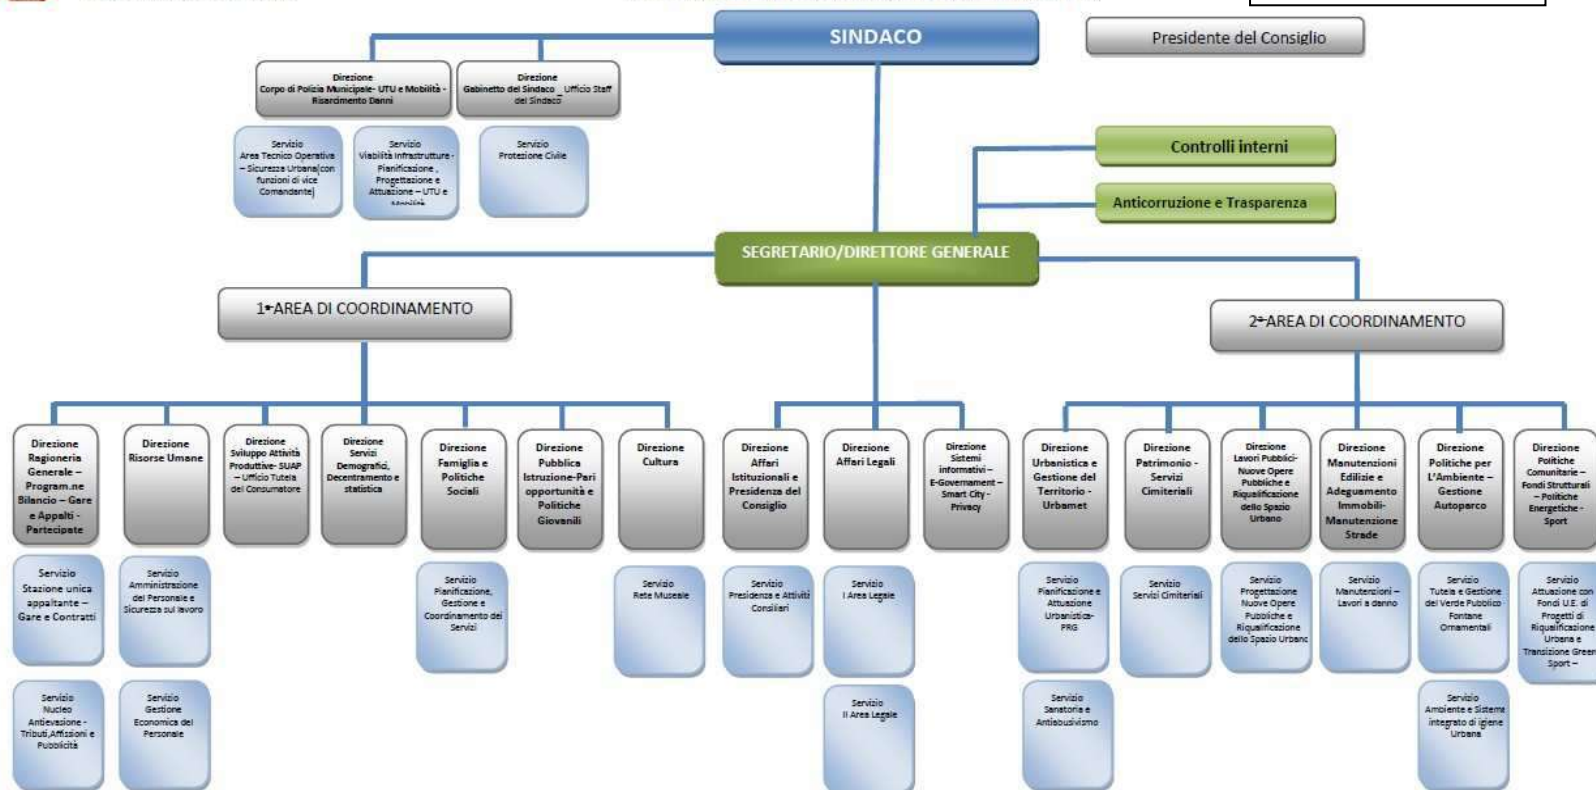 SINDACO
Presidente del Consiglio
Direzione
Corpo di Polizia Municipale- UTU e Mobilità -
Risarcimento Danni
Direzione
Gabinetto del Sindaco _ Ufficio Staff
del Sindaco
Servizio
Area Tecnico Operativa
– Sicurezza Urbana(con
funzioni di vice
Comandante)
Servizio
Viabilità Infrastrutture -
Pianificazione ,
Progettazione e
Attuazione – UTU e
Servizio
Protezione Civile
Controlli interni
Anticorruzione e Trasparenza
SEGRETARIO/DIRETTORE GENERALE
1ª AREA DI COORDINAMENTO
2ª AREA DI COORDINAMENTO
Direzione
Ragioneria
Generale –
Program.ne
Bilancio – Gare
e Appalti -
Partecipate
Direzione
Risorse Umane
Direzione
Sviluppo Attività
Produttive- SUAP
– Ufficio Tutela
del Consumatore
Direzione
Servizi
Demografici,
Decentramento e
statistica
Direzione
Famiglia e
Politiche
Sociali
Direzione
Pubblica
Istruzione-Pari
opportunità e
Politiche
Giovanili
Direzione
Cultura
Direzione
Affari
Istituzionali e
Presidenza del
Consiglio
Direzione
Affari Legali
Direzione
Sistemi
informativi –
E-Governament –
Smart City -
Privacy
Direzione
Urbanistica e
Gestione del
Territorio -
Urbamet
Direzione
Patrimonio -
Servizi
Cimiteriali
Direzione
Lavori Pubblici-
Nuove Opere
Pubbliche e
Riqualificazione
dello Spazio
Urbano
Direzione
Manutenzioni
Edilizie e
Adeguamento
Immobili-
Manutenzione
Strade
Direzione
Politiche per
L'Ambiente –
Gestione
Autoparco
Direzione
Politiche
Comunitarie –
Fondi Strutturali
– Politiche
Energetiche -
Sport
Servizio
Stazione unica
appaltante –
Gare e Contratti
Servizio
Amministrazione
del Personale e
Sicurezza sul lavoro
Servizio
Pianificazione,
Gestione e
Coordinamento dei
Servizi
Servizio
Rete Museale
Servizio
Presidenza e Attività
Consiliari
Servizio
I Area Legale
Servizio
Pianificazione e
Attuazione
Urbanistica-
PRG
Servizio
Servizi Cimiteriali
Servizio
Progettazione
Nuove Opere
Pubbliche e
Riqualificazione
dello Spazio Urbano
Servizio
Manutenzioni –
Lavori a danno
Servizio
Tutela e Gestione
del Verde Pubblico
Fontane
Ornamentali
Servizio
Attuazione con
Fondi U.E. di
Progetti di
Riqualificazione
Urbana e
Transizione Green
Sport –
Servizio
Nucleo
Antievasione -
Tributi,Affissioni e
Pubblicità
Servizio
Gestione
Economica del
Personale
Servizio
II Area Legale
Servizio
Sanatoria e
Antiabusivismo
Servizio
Ambiente e Sistema
integrato di igiene
Urbana